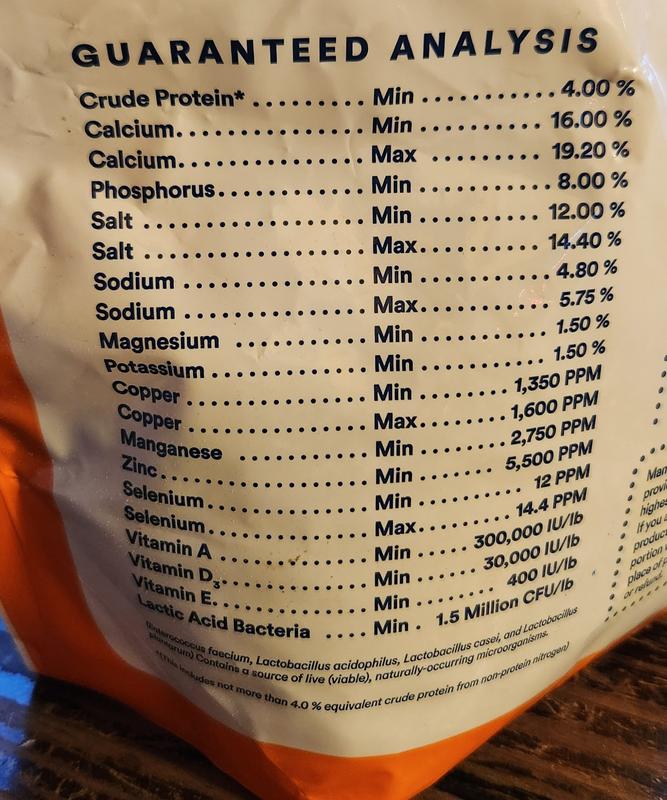 GUARANTEED ANALYSIS
Crude Protein* ......... Min ........... 4.00 %
Calcium............... Min .......... 16.00 %
Calcium............... Max ......... 19.20 %
Phosphorus............ Min ........... 8.00 %
Salt .................. Min .......... 12.00 %
Salt .................. Max.......... 14.40 %
Sodium ............... Min ........... 4.80 %
Sodium ............... Max........... 5.75 %
Magnesium .......... Min ........... 1.50 %
Potassium ............ Min ........... 1.50 %
Copper .............. Min ....... 1,350 PPM
Copper .............. Max....... 1,600 PPM
Manganese ......... Min ....... 2,750 PPM
Zinc................. Min ....... 5,500 PPM
Selenium............ Min .......... 12 PPM
Selenium............ Max........ 14.4 PPM
Vitamin A .......... Min ..... 300,000 IU/lb
Vitamin D3.......... Min ...... 30,000 IU/lb
Vitamin E........... Min ........ 400 IU/lb
Lactic Acid Bacteria .... Min . 1.5 Million CFU/lb
(Enterococcus faecium, Lactobacillus acidophilus, Lactobacillus casei, and Lactobacillus
plantarum) Contains a source of live (viable), naturally-occurring microorganisms.
*(This includes not more than 4.0 % equivalent crude protein from non-protein nitrogen)
If you
place of
or refund.